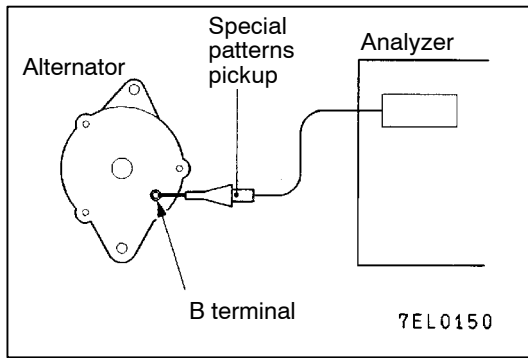 Special
patterns
pickup
Analyzer
Alternator
B terminal
7EL0150